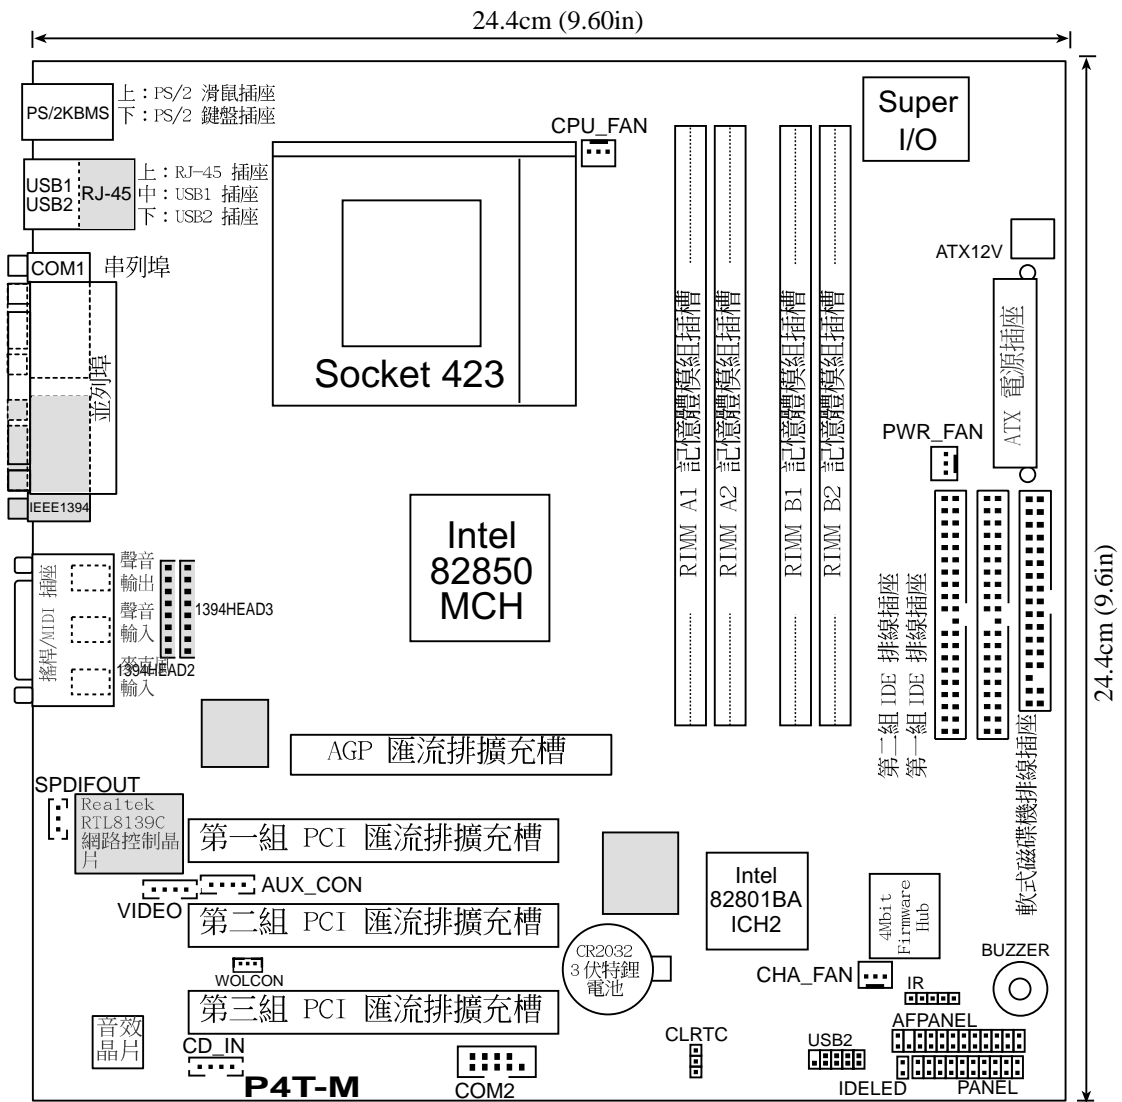 24.4cm (9.60in)
PS/2KBMS
上：PS/2 滑鼠插座
下：PS/2 鍵盤插座
CPU_FAN
Super
I/O
USB1
USB2
RJ-45
上：RJ-45 插座
中：USB1 插座
下：USB2 插座
ATX12V
COM1
串列埠
並列埠
Socket 423
RIMM A1 記憶體模組插槽
RIMM A2 記憶體模組插槽
RIMM B1 記憶體模組插槽
RIMM B2 記憶體模組插槽
ATX 電源插座
PWR_FAN
IEEE1394
Intel
82850
MCH
搖桿/MIDI 插座
聲音
輸出
聲音
輸入
麥克風
輸入
1394HEAD3
1394HEAD2
第二組 IDE 排線插座
第一組 IDE 排線插座
軟式磁碟機排線插座
24.4cm (9.6in)
AGP 匯流排擴充槽
SPDIFOUT
Realtek
RTL8139C
網路控制晶
片
第一組 PCI 匯流排擴充槽
AUX_CON
VIDEO
第二組 PCI 匯流排擴充槽
Intel
82801BA
ICH2
4Mbit
Firmware
Hub
WOLCON
CR2032
3 伏特鋰
電池
CHA_FAN
BUZZER
IR
第三組 PCI 匯流排擴充槽
音效
晶片
CD_IN
CLRTC
AFPANEL
USB2
P4T-M
COM2
IDELED
PANEL